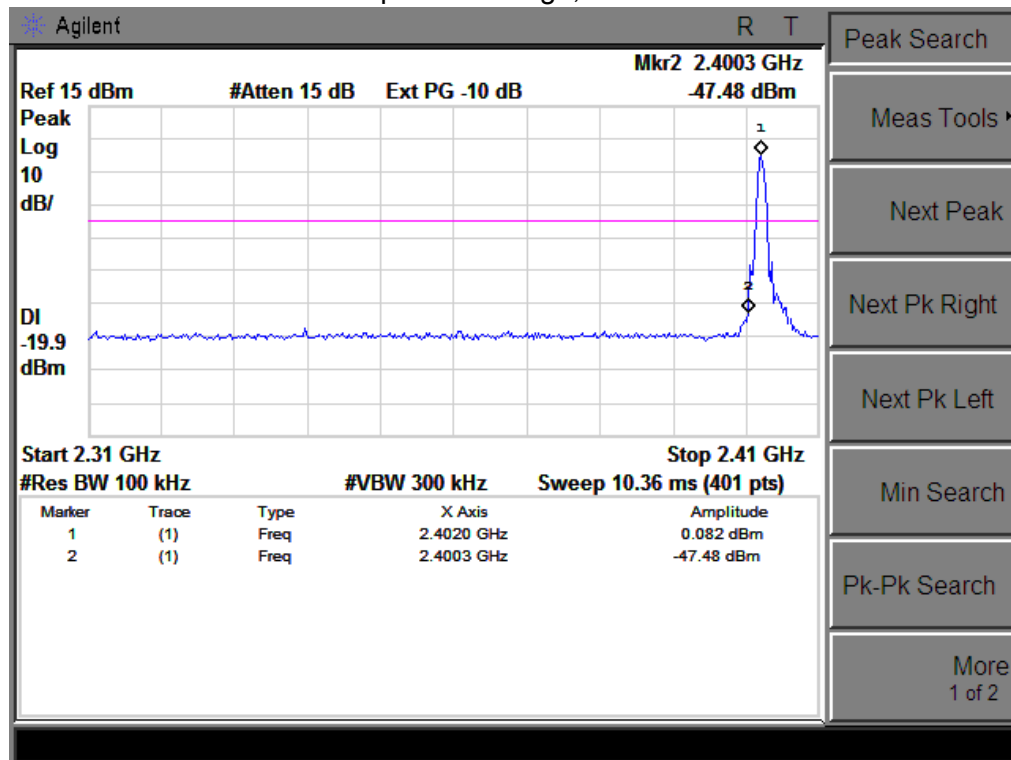 Agilent R T
Peak Search
Mkr2 2.4003 GHz
Ref 15 dBm #Atten 15 dB Ext PG -10 dB -47.48 dBm
Peak
Log
10
dB/
1
2
DI
-19.9
dBm
Start 2.31 GHz Stop 2.41 GHz
#Res BW 100 kHz #VBW 300 kHz Sweep 10.36 ms (401 pts)
Marker Trace Type X Axis Amplitude
1 (1) Freq 2.4020 GHz 0.082 dBm
2 (1) Freq 2.4003 GHz -47.48 dBm
Meas Tools
Next Peak
Next Pk Right
Next Pk Left
Min Search
Pk-Pk Search
More
1 of 2